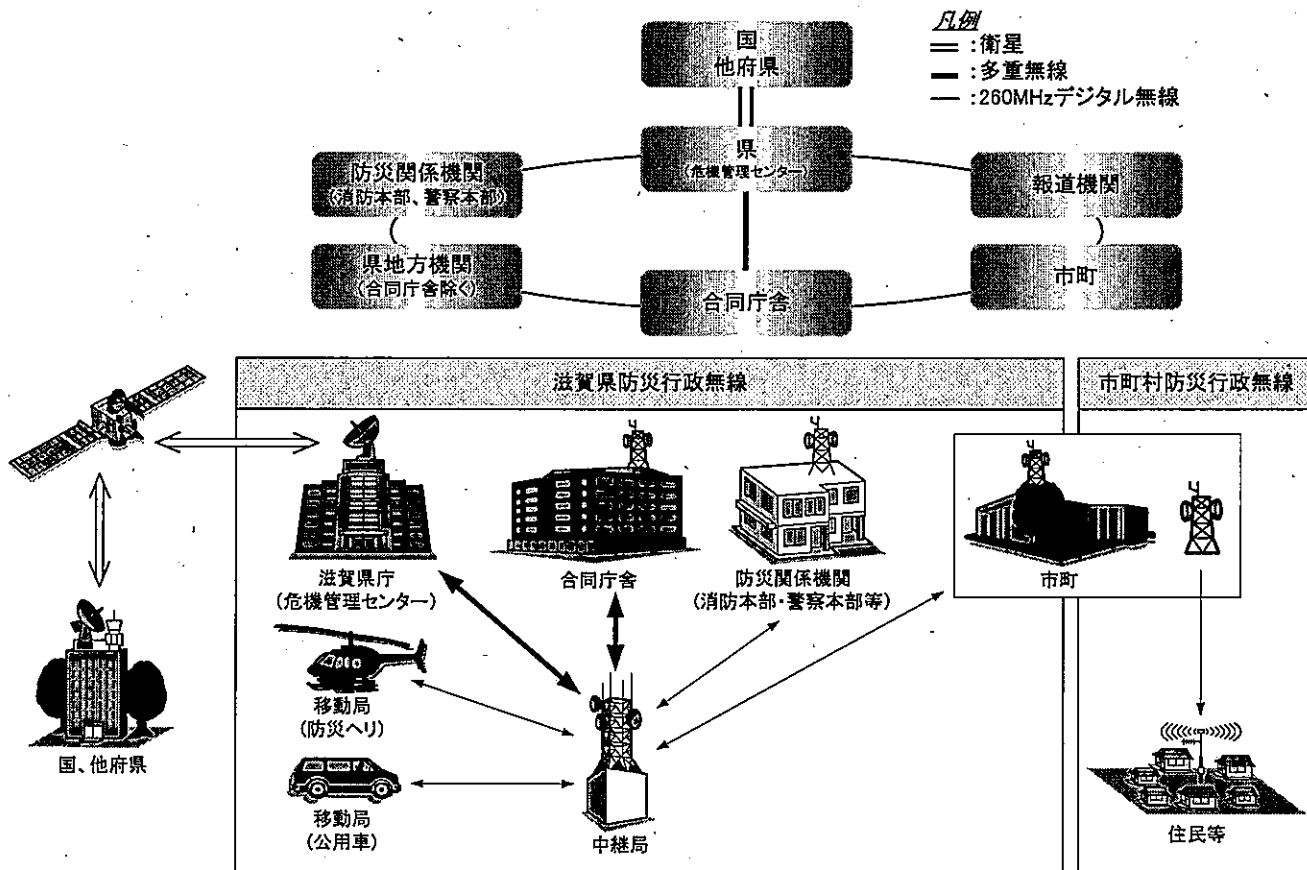 凡例
:衛星
:多重無線
:260MHzデジタル無線
国
他府県
県
(危機管理センター)
防災関係機関
(消防本部、警察本部)
報道機関
県地方機関
(合同庁舎除く)
合同庁舎
市町
滋賀県防災行政無線
市町村防災行政無線
滋賀県庁
(危機管理センター)
合同庁舎
防災関係機関
(消防本部・警察本部等)
市町
移動局
(防災ヘリ)
国、他府県
移動局
(公用車)
中継局
住民等